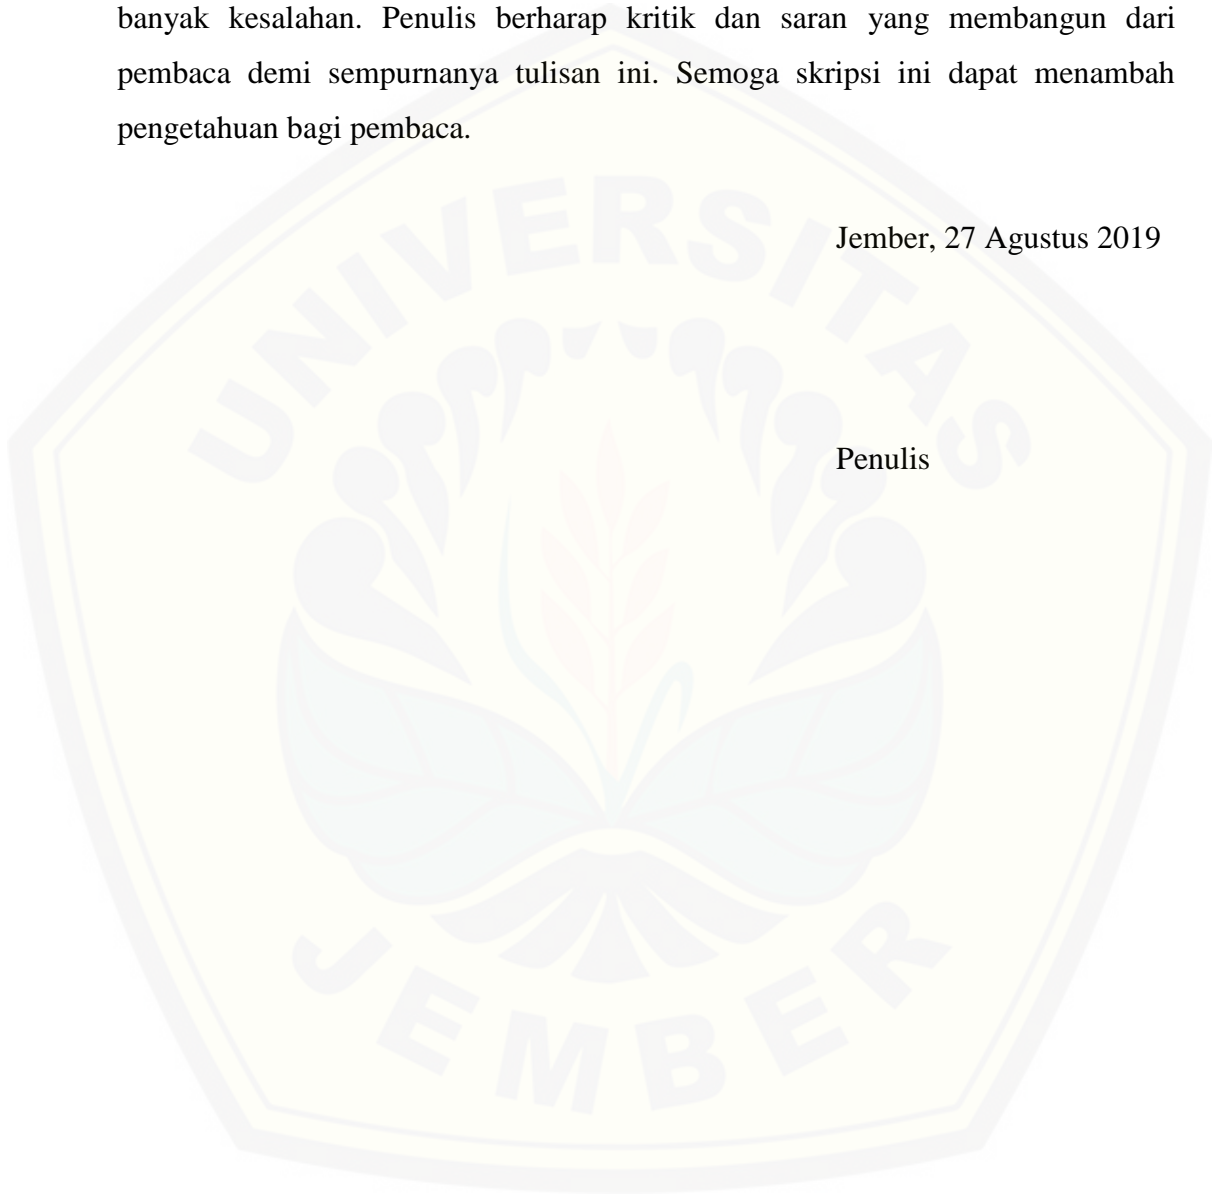 banyak kesalahan. Penulis berharap kritik dan saran yang membangun dari
pembaca demi sempurnanya tulisan ini. Semoga skripsi ini dapat menambah
pengetahuan bagi pembaca.
Jember, 27 Agustus 2019
Penulis
UNIVERSITAS
JEMBER